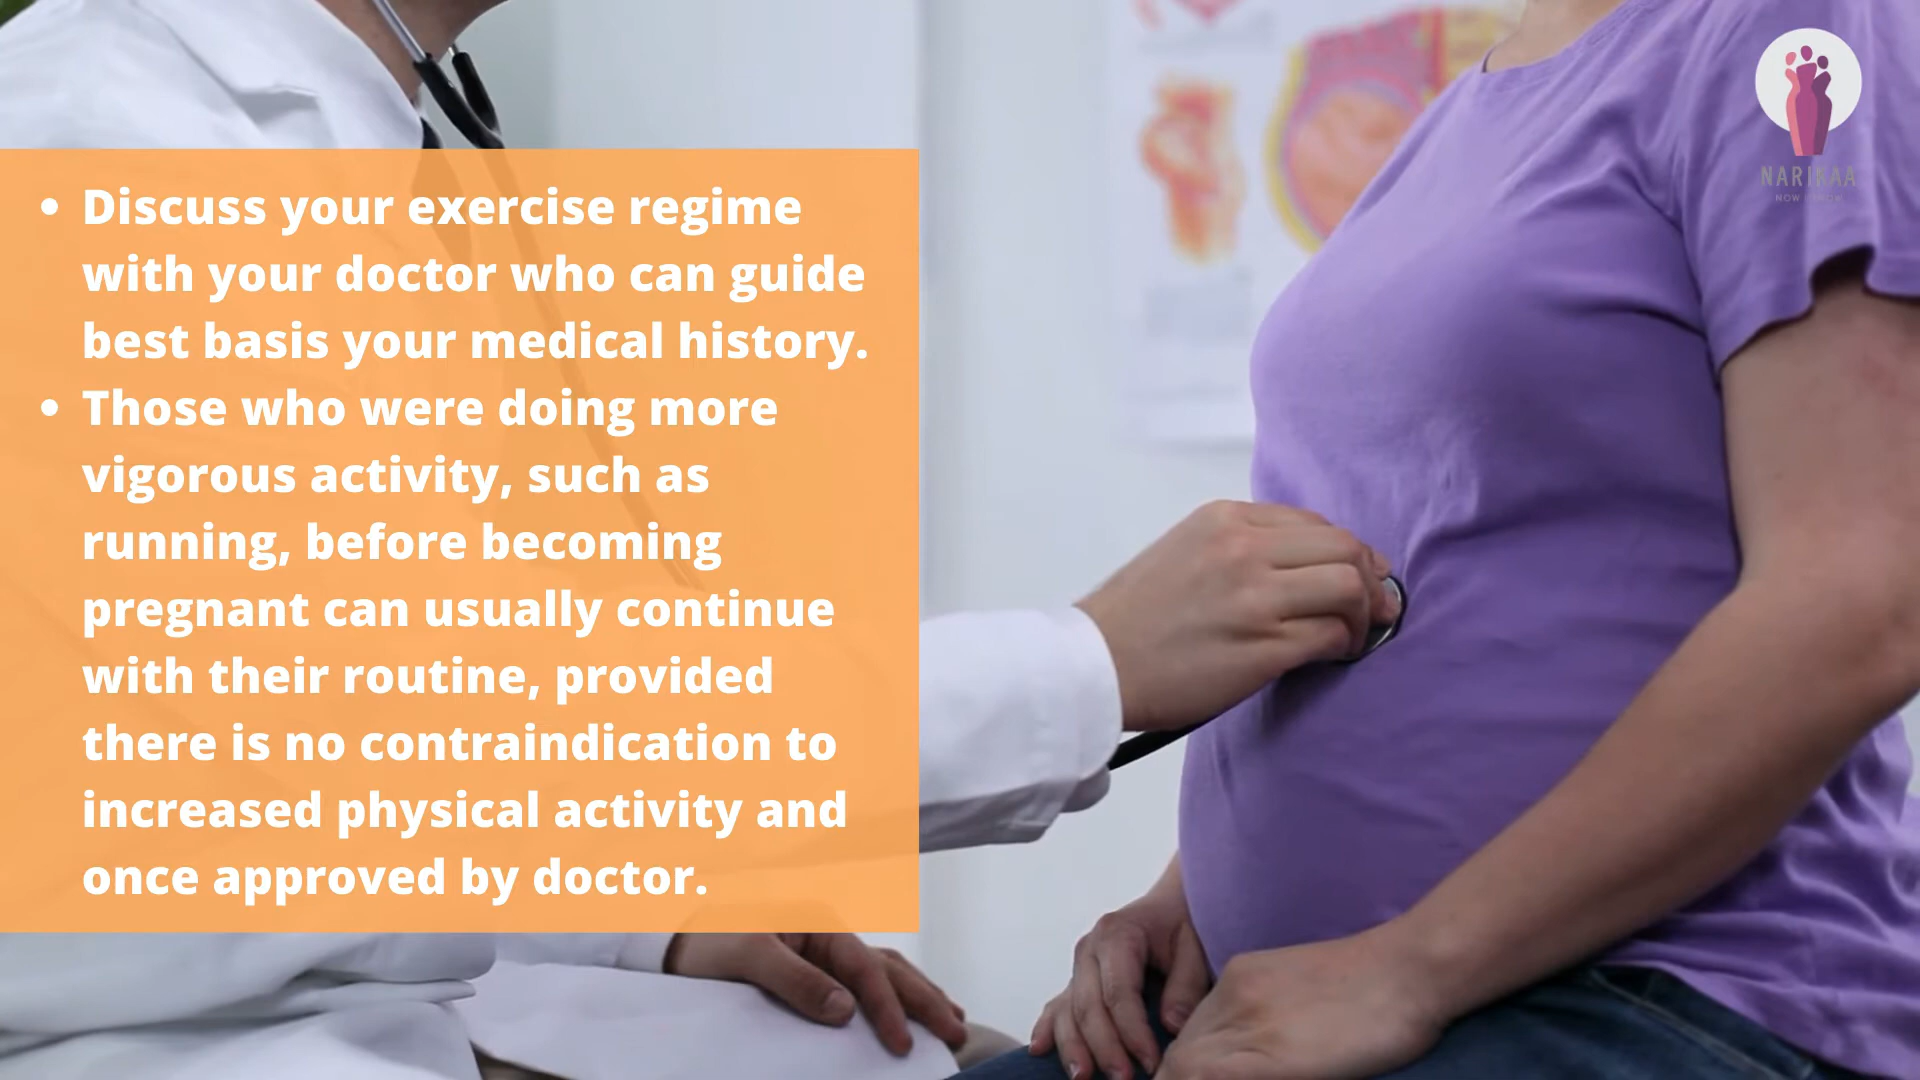 • Discuss your exercise regime
with your doctor who can guide
best basis your medical history.
• Those who were doing more
vigorous activity, such as
running, before becoming
pregnant can usually continue
with their routine, provided
there is no contraindication to
increased physical activity and
once approved by doctor.
NARIKAA
NOW